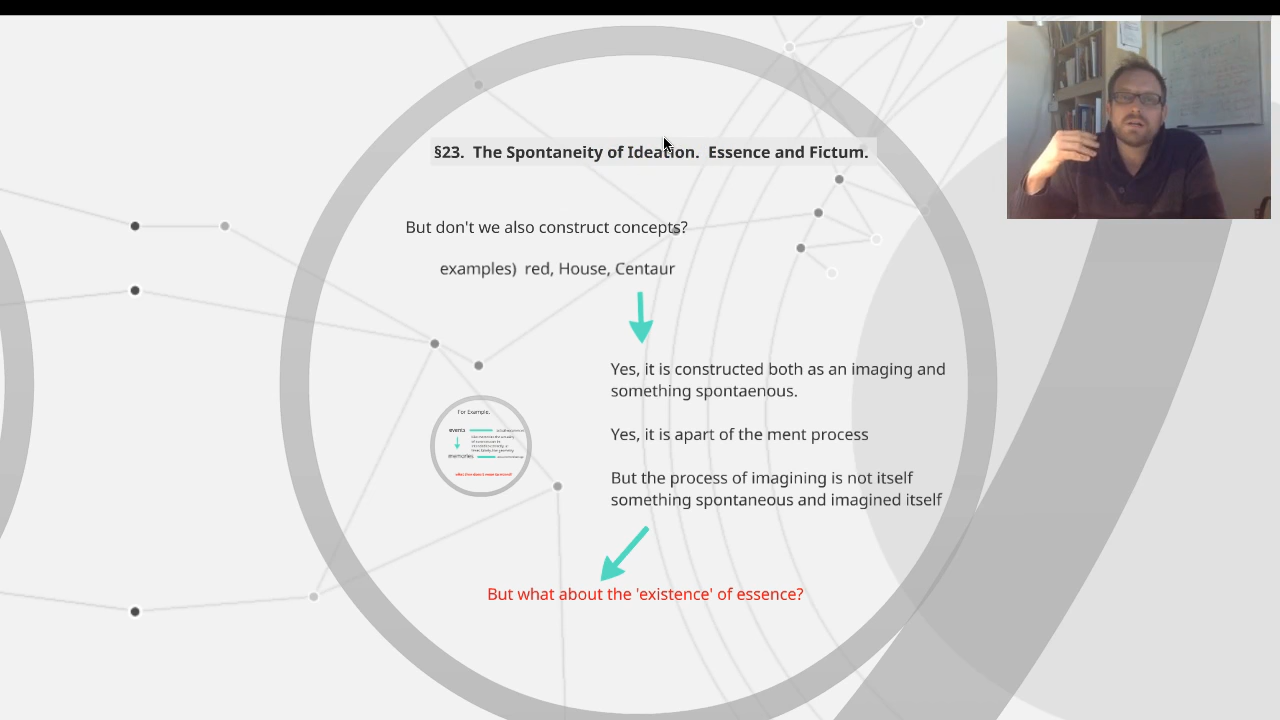 §23. The Spontaneity of Ideation. Essence and Fictum.
But don't we also construct concepts?
examples) red, House, Centaur
Yes, it is constructed both as an imaging and
something spontaenous.
Yes, it is apart of the ment process
But the process of imagining is not itself
something spontaneous and imagined itself
For Example.
events
memories
But what about the 'existence' of essence?